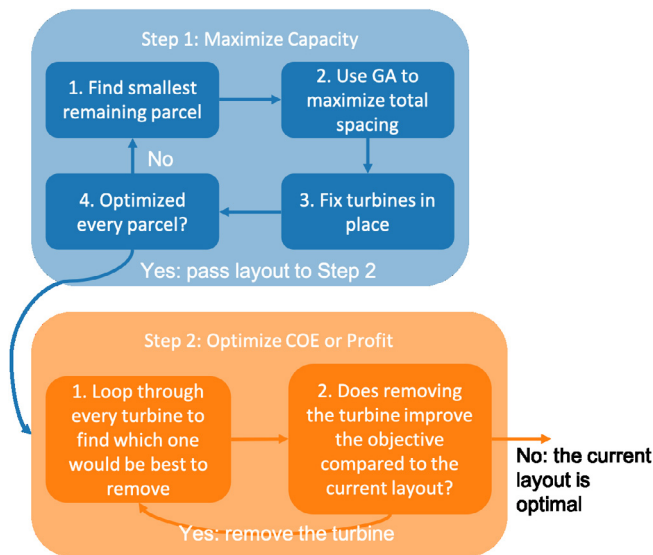 Step 1: Maximize Capacity
1. Find smallest
remaining parcel
2. Use GA to
maximize total
spacing
No
4. Optimized
every parcel?
3. Fix turbines in
place
Yes: pass layout to Step 2
Step 2: Optimize COE or Profit
1. Loop through
every turbine to
find which one
would be best to
remove
2. Does removing
the turbine improve
the objective
compared to the
current layout?
No: the current
layout is
optimal
Yes: remove the turbine